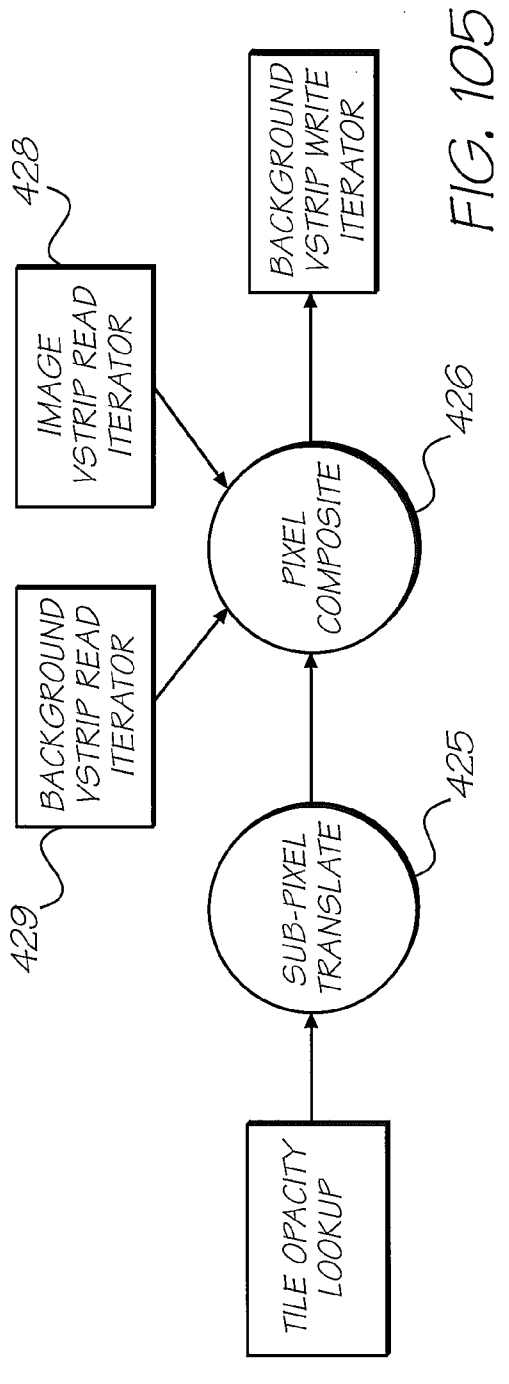 429
BACKGROUND
VSTRIP READ
ITERATOR
IMAGE
VSTRIP READ
ITERATOR
428
TILE OPACITY
LOOKUP
SUB-PIXEL
TRANSLATE
425
PIXEL
COMPOSITE
426
BACKGROUND
VSTRIP WRITE
ITERATOR
FIG. 105